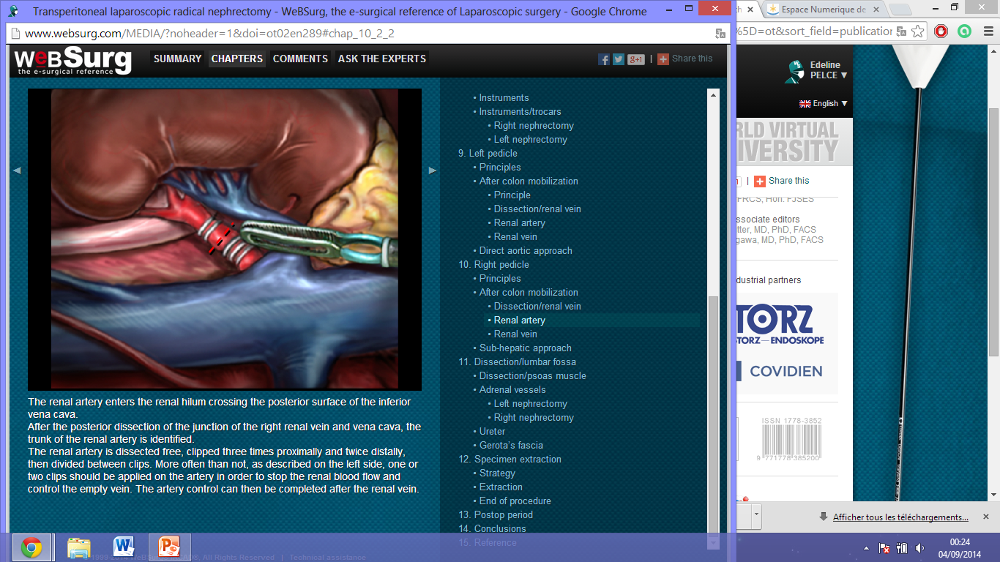 Transperitoneal laparoscopic radical nephrectomy - WeBSurg, the e-surgical reference of Laparoscopic surgery - Google Chrome
www.websurg.com/MEDIA/?noheader=1&doi=ot02en289#chap_10_2_2
WeBSurg
the e-surgical reference
SUMMARY CHAPTERS COMMENTS ASK THE EXPERTS
g+1 | Share this
The renal artery enters the renal hilum crossing the posterior surface of the inferior
vena cava.
After the posterior dissection of the junction of the right renal vein and vena cava, the
trunk of the renal artery is identified.
The renal artery is dissected free, clipped three times proximally and twice distally,
then divided between clips. More often than not, as described on the left side, one or
two clips should be applied on the artery in order to stop the renal blood flow and
control the empty vein. The artery control can then be completed after the renal vein.
• Instruments
• Instruments/trocars
• Right nephrectomy
• Left nephrectomy
9. Left pedicle
• Principles
• After colon mobilization
• Principle
• Dissection/renal vein
• Renal artery
• Renal vein
• Direct aortic approach
10. Right pedicle
• Principles
• After colon mobilization
• Dissection/renal vein
• Renal artery
• Renal vein
• Sub-hepatic approach
11. Dissection/lumbar fossa
• Dissection/psoas muscle
• Adrenal vessels
• Left nephrectomy
• Right nephrectomy
• Ureter
• Gerota's fascia
12. Specimen extraction
• Strategy
• Extraction
• End of procedure
13. Postop period
14. Conclusions
15. Reference
All Rights Reserved | Technical assistance
Espace Numerique de
%5D=ot&sort_field=publication
Edeline
PELCE ▼
English ▼
RLD VIRTUAL
IVERSITY
| Share this
FRCS, Hon. FJSES
ssociate editors
tter, MD, PhD, FACS
gawa, MD, PhD, FACS
dustrial partners
TORZ
STORZ—ENDOSKOPE
COVIDIEN
ISSN 1778-3852
9 771778 385200
Afficher tous les téléchargements...
00:24
04/09/2014